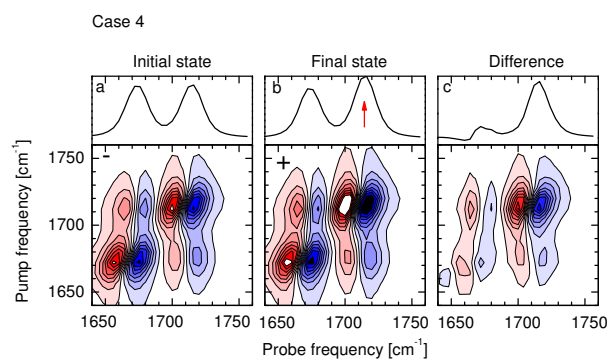 Case 4
Initial state
Final state
Difference
a
b
c
-
+
1750
1700
1650
Pump frequency [cm⁻¹]
1650 1700 1750
1650 1700 1750
1650 1700 1750
Probe frequency [cm⁻¹]